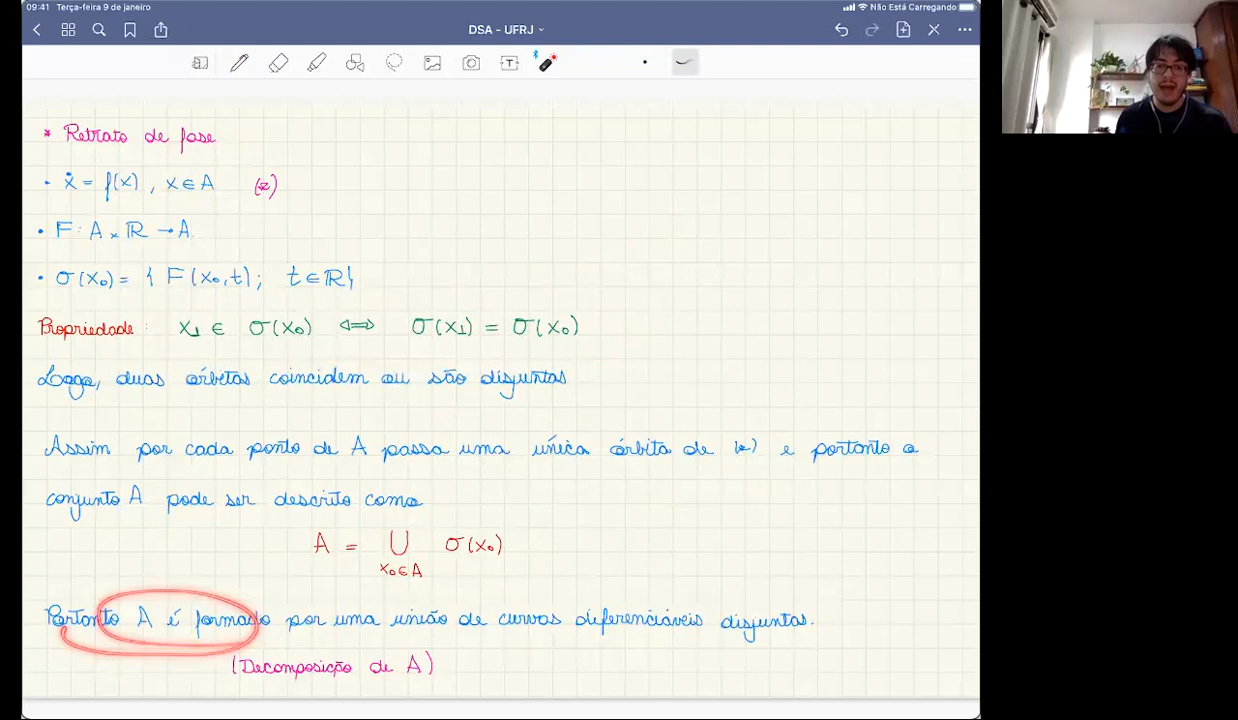 09:41 Terça-feira 9 de janeiro
Não Está Carregando
DSA - UFRJ
* Retrato de fase
• ẋ = f(x) , x ∈ A (*)
• F : A × ℝ → A
• σ(x₀) = { F(x₀,t) ; t ∈ ℝ}
Propriedade : x₁ ∈ σ(x₀) ⟺ σ(x₁) = σ(x₀)
Logo, duas órbitas coincidem ou são disjuntas
Assim por cada ponto de A passa uma única órbita de (*) e portanto o
conjunto A pode ser descrito como
A = ⋃ σ(x₀)
x₀∈A
Portanto A é formado por uma união de curvas diferenciáveis disjuntas.
(Decomposição de A)